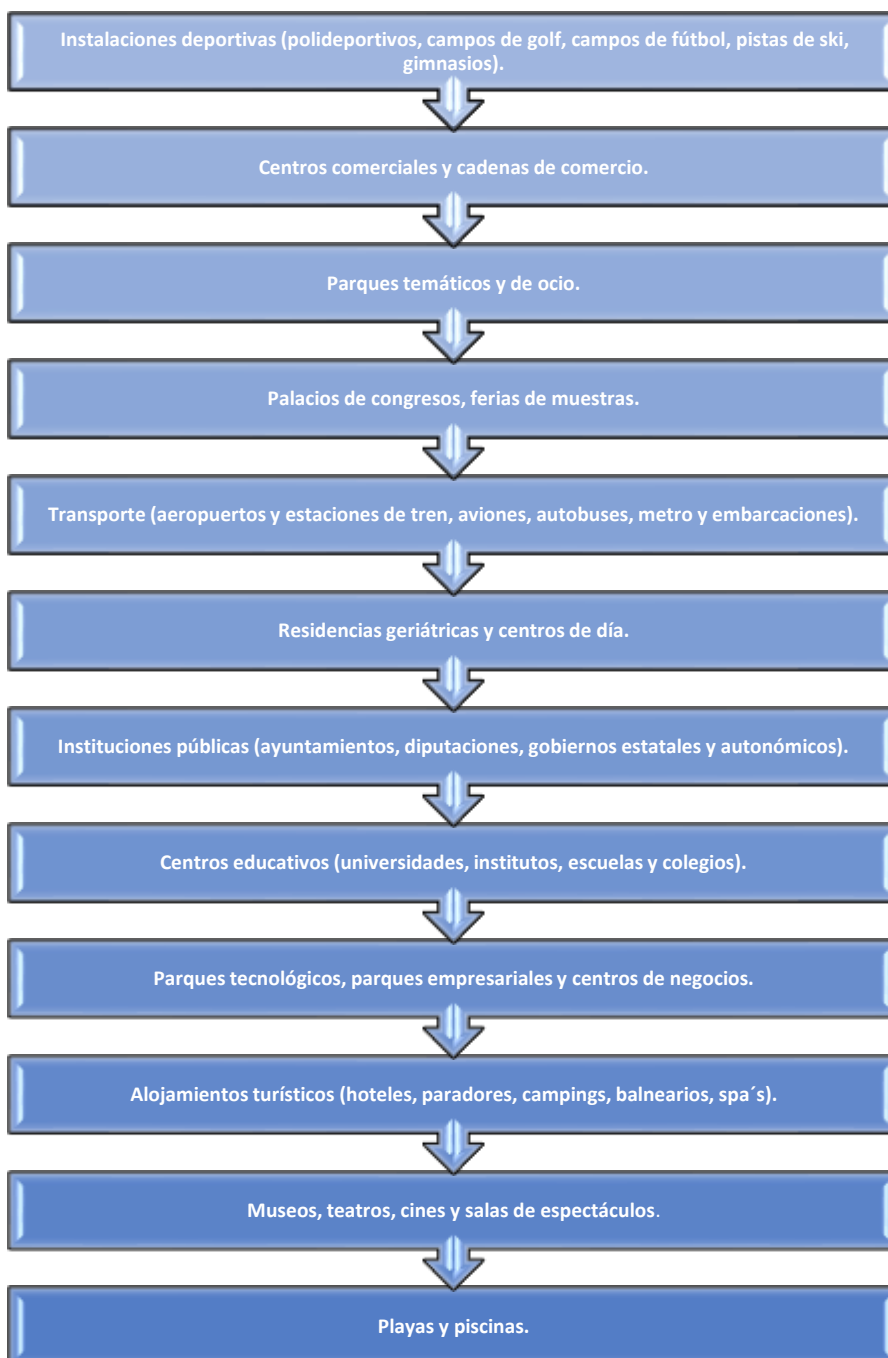 Instalaciones deportivas (polideportivos, campos de golf, campos de fútbol, pistas de ski,
gimnasios).
Centros comerciales y cadenas de comercio.
Parques temáticos y de ocio.
Palacios de congresos, ferias de muestras.
Transporte (aeropuertos y estaciones de tren, aviones, autobuses, metro y embarcaciones).
Residencias geriátricas y centros de día.
Instituciones públicas (ayuntamientos, diputaciones, gobiernos estatales y autonómicos).
Centros educativos (universidades, institutos, escuelas y colegios).
Parques tecnológicos, parques empresariales y centros de negocios.
Alojamientos turísticos (hoteles, paradores, campings, balnearios, spa´s).
Museos, teatros, cines y salas de espectáculos.
Playas y piscinas.